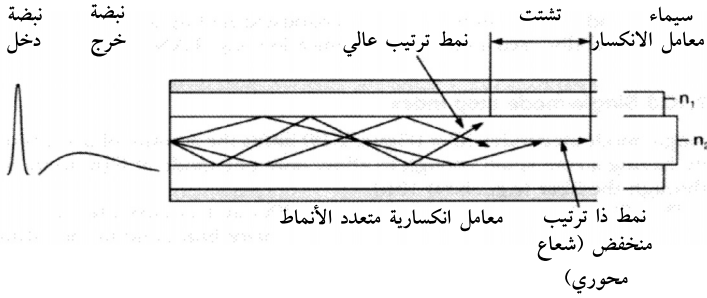 سيماء
معامل الانكسار
تشتت
نمط ترتيب عالي
نبضة
خرج
نبضة
دخل
n₁
n₂
نمط ذا ترتيب
منخفض (شعاع
محوري)
معامل انكسارية متعدد الأنماط